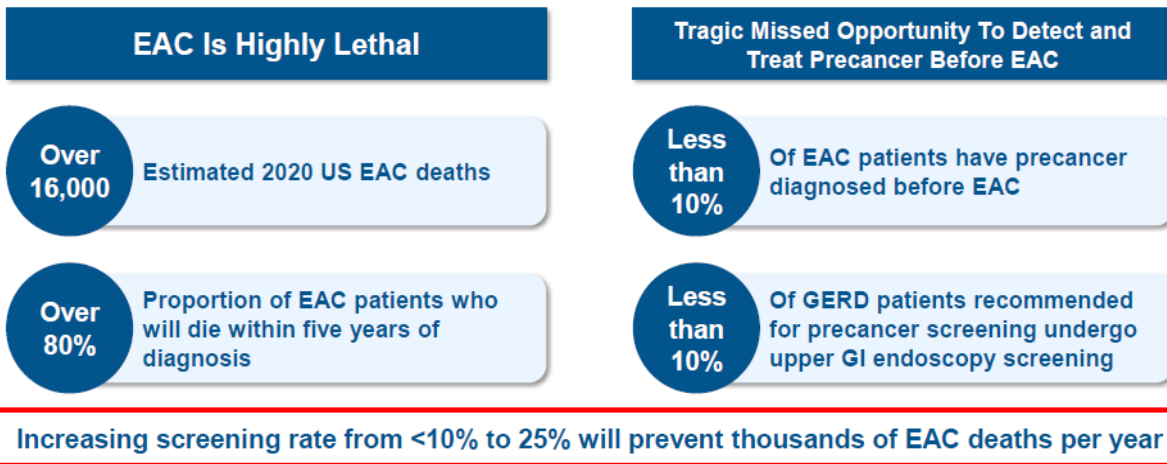 EAC Is Highly Lethal
Over
16,000
Estimated 2020 US EAC deaths
Over
80%
Proportion of EAC patients who
will die within five years of
diagnosis
Tragic Missed Opportunity To Detect and
Treat Precancer Before EAC
Less
than
10%
Of EAC patients have precancer
diagnosed before EAC
Less
than
10%
Of GERD patients recommended
for precancer screening undergo
upper GI endoscopy screening
Increasing screening rate from <10% to 25% will prevent thousands of EAC deaths per year